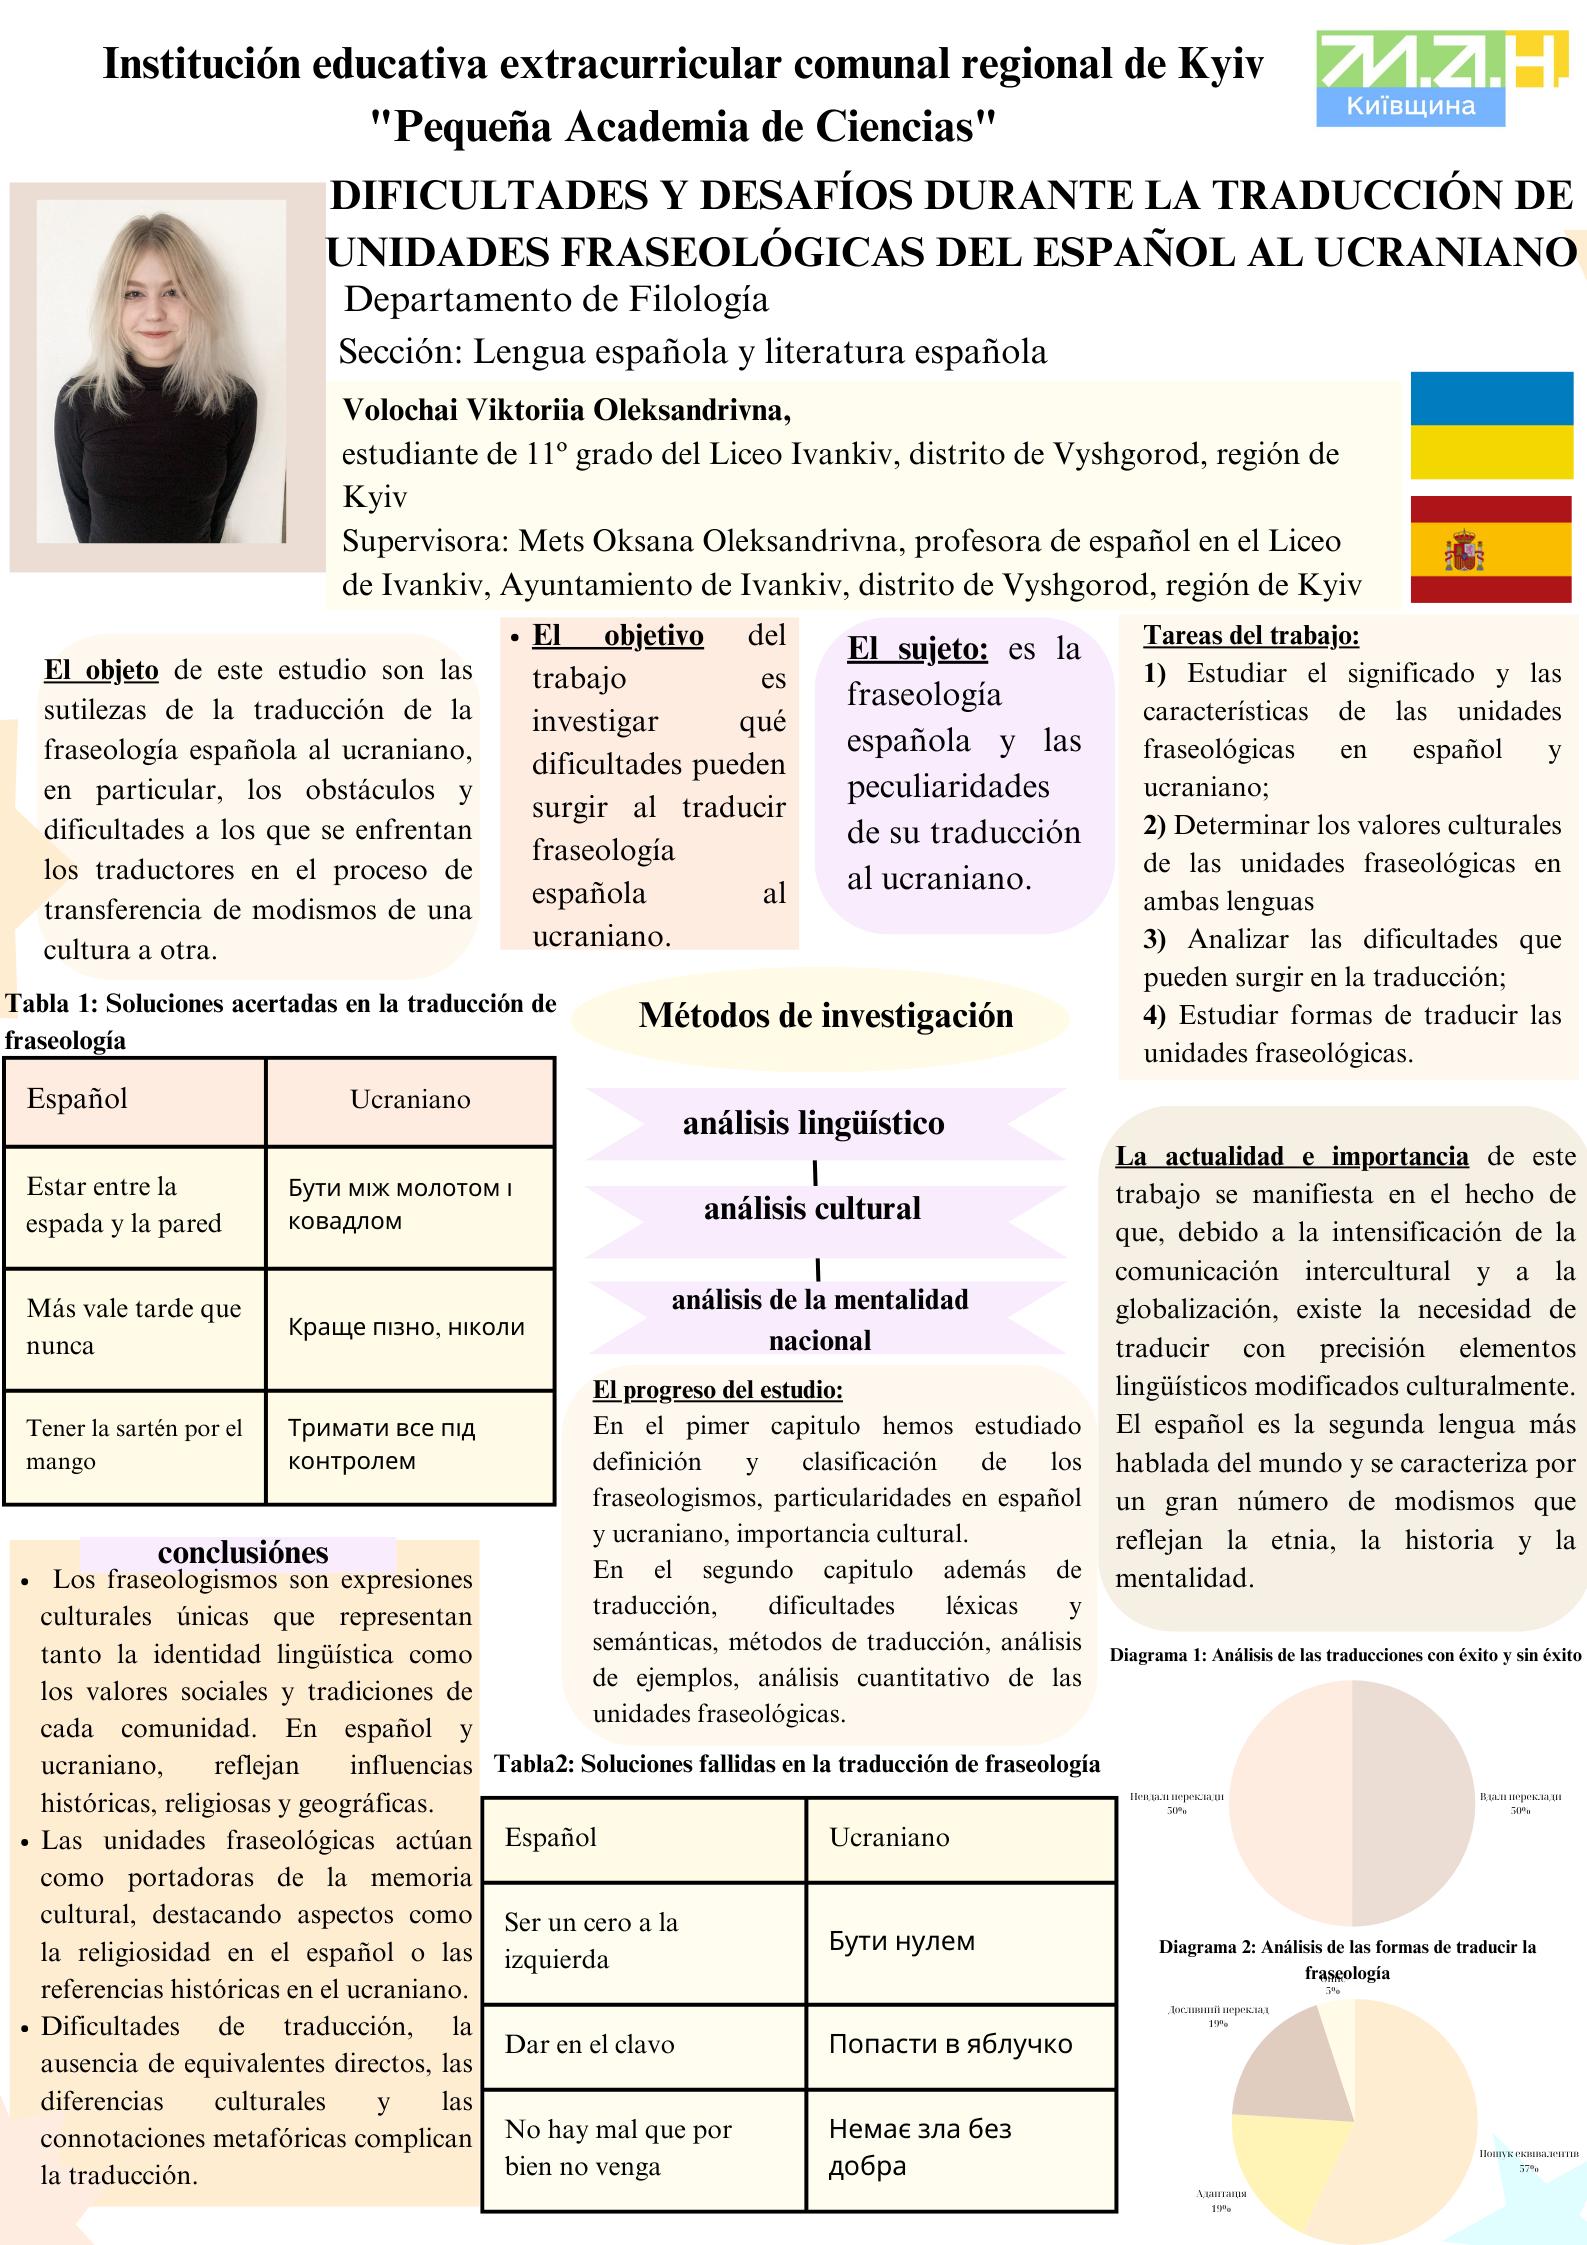 Institución educativa extracurricular comunal regional de Kyiv
"Pequeña Academia de Ciencias"
М.А.Н.
Київщина
DIFICULTADES Y DESAFÍOS DURANTE LA TRADUCCIÓN DE
UNIDADES FRASEOLÓGICAS DEL ESPAÑOL AL UCRANIANO
Departamento de Filología
Sección: Lengua española y literatura española
Volochai Viktoriia Oleksandrivna,
estudiante de 11º grado del Liceo Ivankiv, distrito de Vyshgorod, región de
Kyiv
Supervisora: Mets Oksana Oleksandrivna, profesora de español en el Liceo
de Ivankiv, Ayuntamiento de Ivankiv, distrito de Vyshgorod, región de Kyiv
El objeto de este estudio son las
sutilezas de la traducción de la
fraseología española al ucraniano,
en particular, los obstáculos y
dificultades a los que se enfrentan
los traductores en el proceso de
transferencia de modismos de una
cultura a otra.
• El objetivo del
trabajo es
investigar qué
dificultades pueden
surgir al traducir
fraseología
española al
ucraniano.
El sujeto: es la
fraseología
española y las
peculiaridades
de su traducción
al ucraniano.
Tareas del trabajo:
1) Estudiar el significado y las
características de las unidades
fraseológicas en español y
ucraniano;
2) Determinar los valores culturales
de las unidades fraseológicas en
ambas lenguas
3) Analizar las dificultades que
pueden surgir en la traducción;
4) Estudiar formas de traducir las
unidades fraseológicas.
Tabla 1: Soluciones acertadas en la traducción de
fraseología
Español
Ucraniano
Estar entre la
espada y la pared
Бути між молотом і
ковадлом
Más vale tarde que
nunca
Краще пізно, ніколи
Tener la sartén por el
mango
Тримати все під
контролем
Métodos de investigación
análisis lingüístico
análisis cultural
análisis de la mentalidad
nacional
El progreso del estudio:
En el pimer capitulo hemos estudiado
definición y clasificación de los
fraseologismos, particularidades en español
y ucraniano, importancia cultural.
En el segundo capitulo además de
traducción, dificultades léxicas y
semánticas, métodos de traducción, análisis
de ejemplos, análisis cuantitativo de las
unidades fraseológicas.
La actualidad e importancia de este
trabajo se manifiesta en el hecho de
que, debido a la intensificación de la
comunicación intercultural y a la
globalización, existe la necesidad de
traducir con precisión elementos
lingüísticos modificados culturalmente.
El español es la segunda lengua más
hablada del mundo y se caracteriza por
un gran número de modismos que
reflejan la etnia, la historia y la
mentalidad.
conclusiónes
• Los fraseologismos son expresiones
culturales únicas que representan
tanto la identidad lingüística como
los valores sociales y tradiciones de
cada comunidad. En español y
ucraniano, reflejan influencias
históricas, religiosas y geográficas.
• Las unidades fraseológicas actúan
como portadoras de la memoria
cultural, destacando aspectos como
la religiosidad en el español o las
referencias históricas en el ucraniano.
• Dificultades de traducción, la
ausencia de equivalentes directos, las
diferencias culturales y las
connotaciones metafóricas complican
la traducción.
Tabla2: Soluciones fallidas en la traducción de fraseología
Español
Ucraniano
Ser un cero a la
izquierda
Бути нулем
Dar en el clavo
Попасти в яблучко
No hay mal que por
bien no venga
Немає зла без
добра
Diagrama 1: Análisis de las traducciones con éxito y sin éxito
Невдалі переклади
50%
Вдалі переклади
50%
Diagrama 2: Análisis de las formas de traducir la
fraseología
5%
Дослівний переклад
19%
Пошук еквівалентів
57%
Адаптація
19%